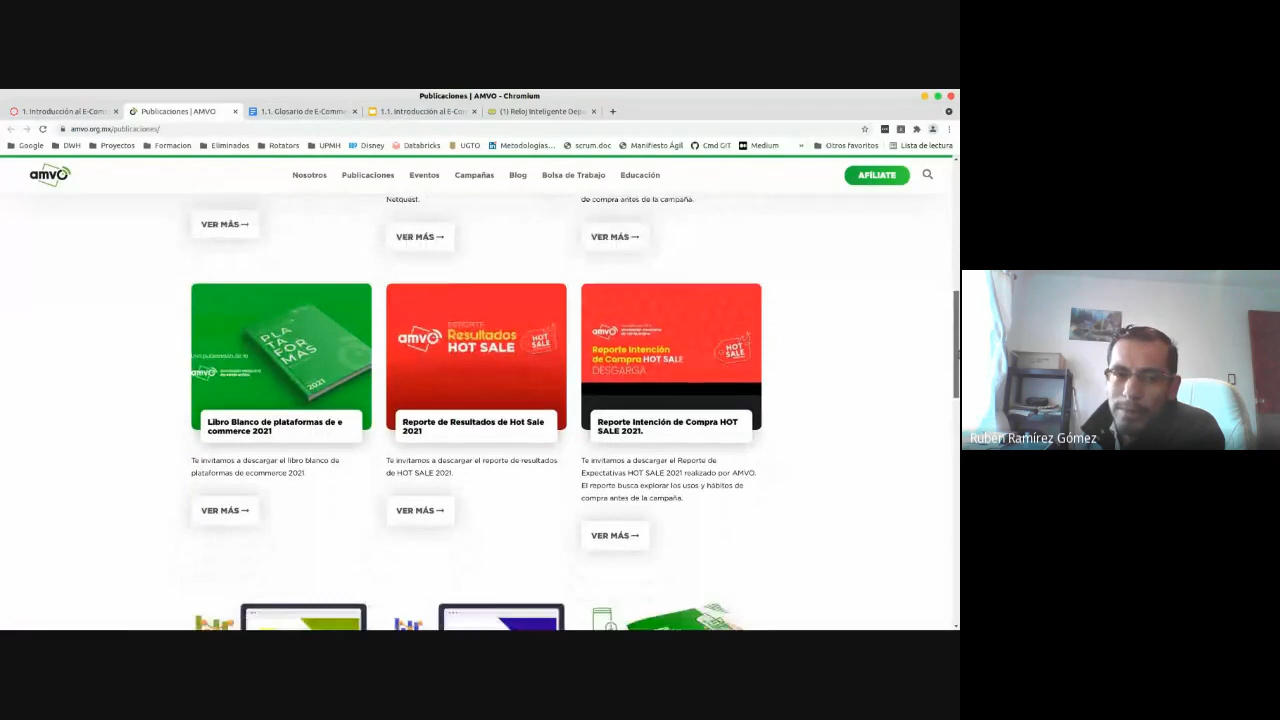 Publicaciones | AMVO - Chromium
1. Introducción al E-Com
Publicaciones | AMVO
1.1. Glosario de E-Comme
1.1. Introducción al E-Co
(1) Reloj Inteligente Dep
amvo.org.mx/publicaciones/
Google
DWH
Proyectos
Formacion
Eliminados
Rotators
UPMH
Disney
Databricks
UGTO
Metodologías...
scrum.doc
Manifiesto Ágil
Cmd GIT
Medium
»
Otros favoritos
Lista de lectura
amvo
Nosotros
Publicaciones
Eventos
Campañas
Blog
Bolsa de Trabajo
Educación
AFÍLIATE
Netquest.
de compra antes de la campaña.
VER MÁS
VER MÁS
VER MÁS
PLA
TAFOR
MAS
2021
amvo
amvo
REPORTE
Resultados
HOT SALE
HOT
SALE
amvo
Reporte Intención
de Compra HOT SALE
DESCARGA
HOT
SALE
Libro Blanco de plataformas de e
commerce 2021
Reporte de Resultados de Hot Sale
2021
Reporte Intención de Compra HOT
SALE 2021.
Te invitamos a descargar el libro blanco de
plataformas de ecommerce 2021.
Te invitamos a descargar el reporte de resultados
de HOT SALE 2021.
Te invitamos a descargar el Reporte de
Expectativas HOT SALE 2021 realizado por AMVO.
El reporte busca explorar los usos y hábitos de
compra antes de la campaña.
VER MÁS
VER MÁS
VER MÁS
Ruben Ramírez Gómez